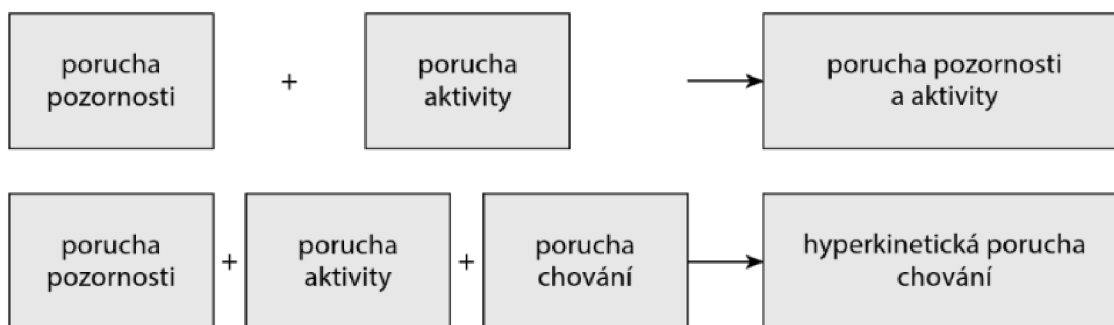 porucha
pozornosti
+
porucha
aktivity
porucha pozornosti
a aktivity
porucha
pozornosti
+
porucha
aktivity
+
porucha
chování
hyperkinetická porucha
chování